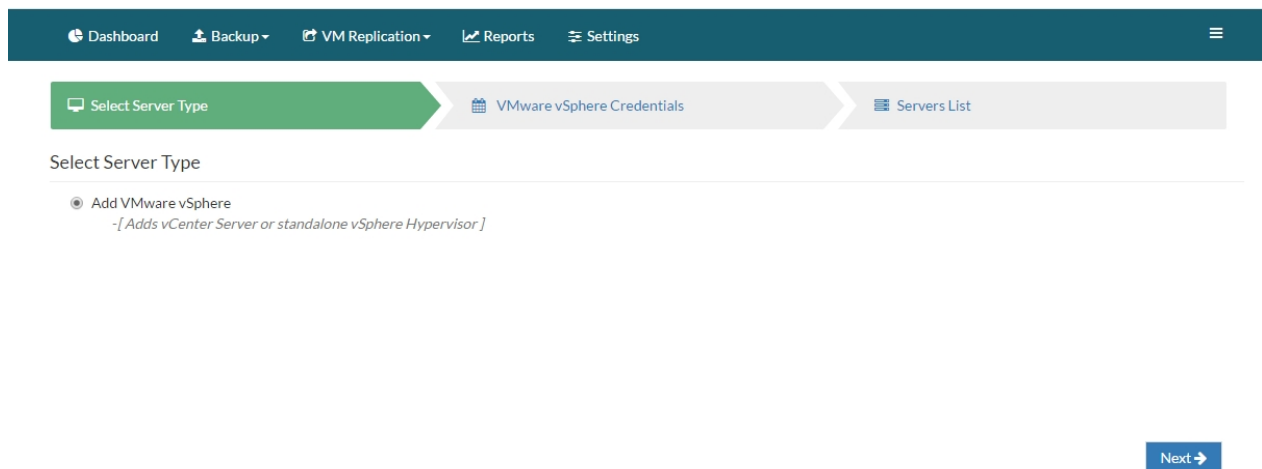 Dashboard Backup VM Replication Reports Settings
Select Server Type VMware vSphere Credentials Servers List
Select Server Type
Add VMware vSphere
-[ Adds vCenter Server or standalone vSphere Hypervisor ]
Next